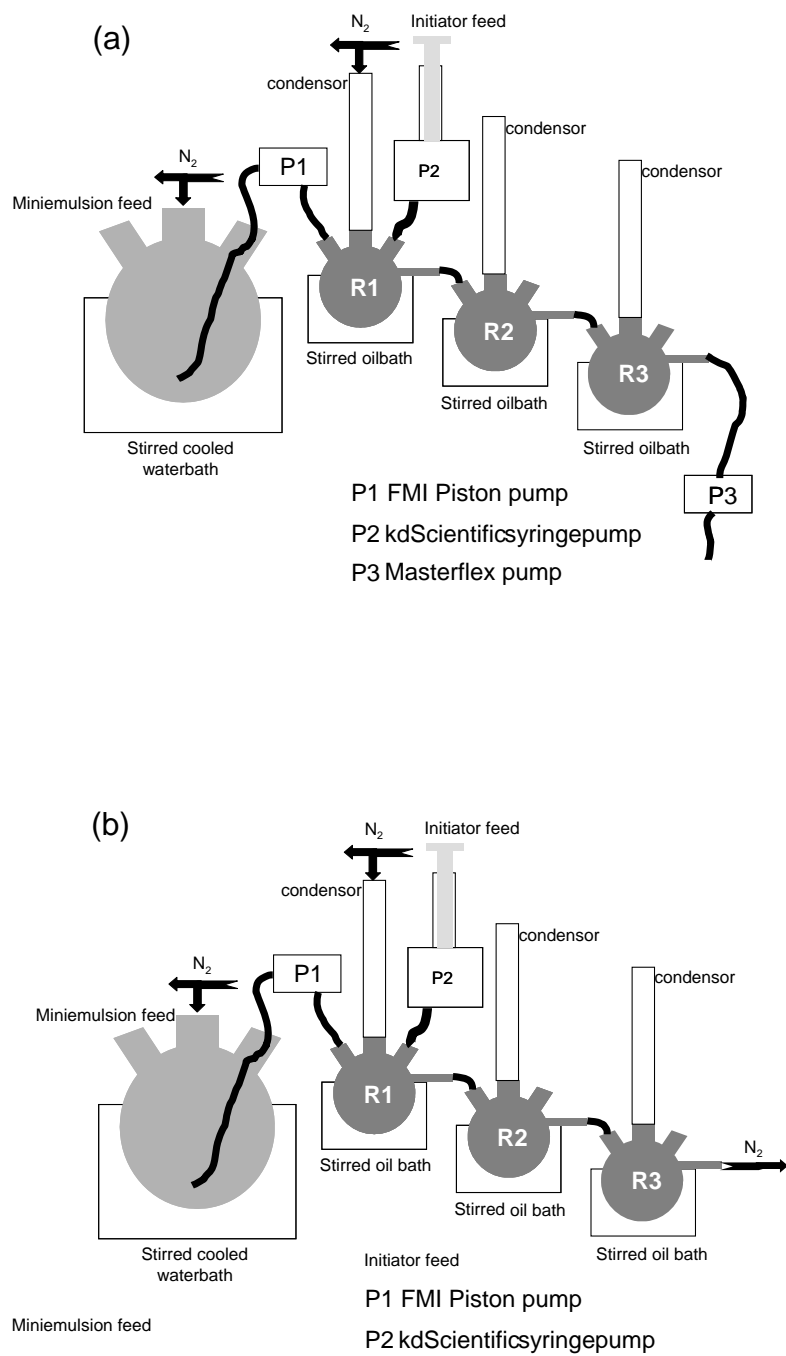 (a)
N2
Initiator feed
condensor
condensor
N2
P1
P2
condensor
Miniemulsion feed
R1
R2
Stirred oilbath
R3
Stirred oilbath
Stirred cooled
waterbath
Stirred oilbath
P1 FMI Piston pump
P3
P2 kdScientificsyringepump
P3 Masterflex pump
(b)
N2
Initiator feed
condensor
condensor
N2
P1
P2
condensor
Miniemulsion feed
R1
R2
Stirred oil bath
R3
N2
Stirred oil bath
Stirred cooled
waterbath
Stirred oil bath
Initiator feed
P1 FMI Piston pump
Miniemulsion feed
P2 kdScientificsyringepump